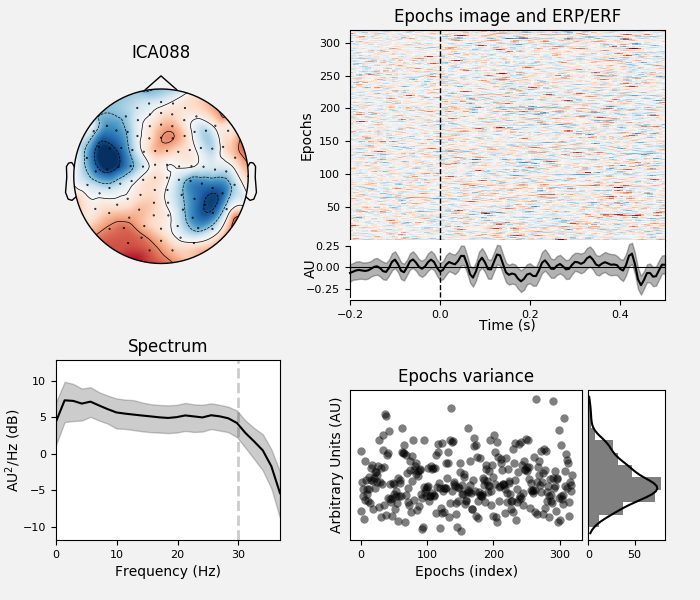 ICA088
Epochs image and ERP/ERF
Epochs
300
250
200
150
100
50
AU
0.25
0.00
−0.25
−0.2
0.0
0.2
0.4
Time (s)
Spectrum
AU²/Hz (dB)
10
5
0
−5
−10
0
10
20
30
Frequency (Hz)
Epochs variance
Arbitrary Units (AU)
0
100
200
300
Epochs (index)
0
50